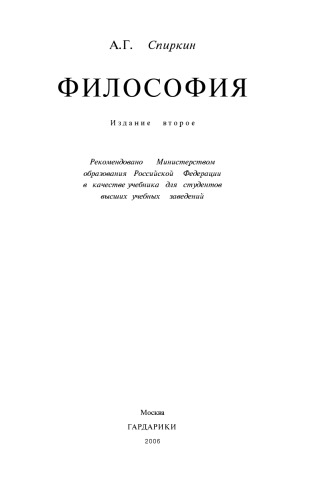 А.Г. Спиркин
ФИЛОСОФИЯ
Издание второе
Рекомендовано Министерством
образования Российской Федерации
в качестве учебника для студентов
высших учебных заведений
Москва
ГАРДАРИКИ
2006